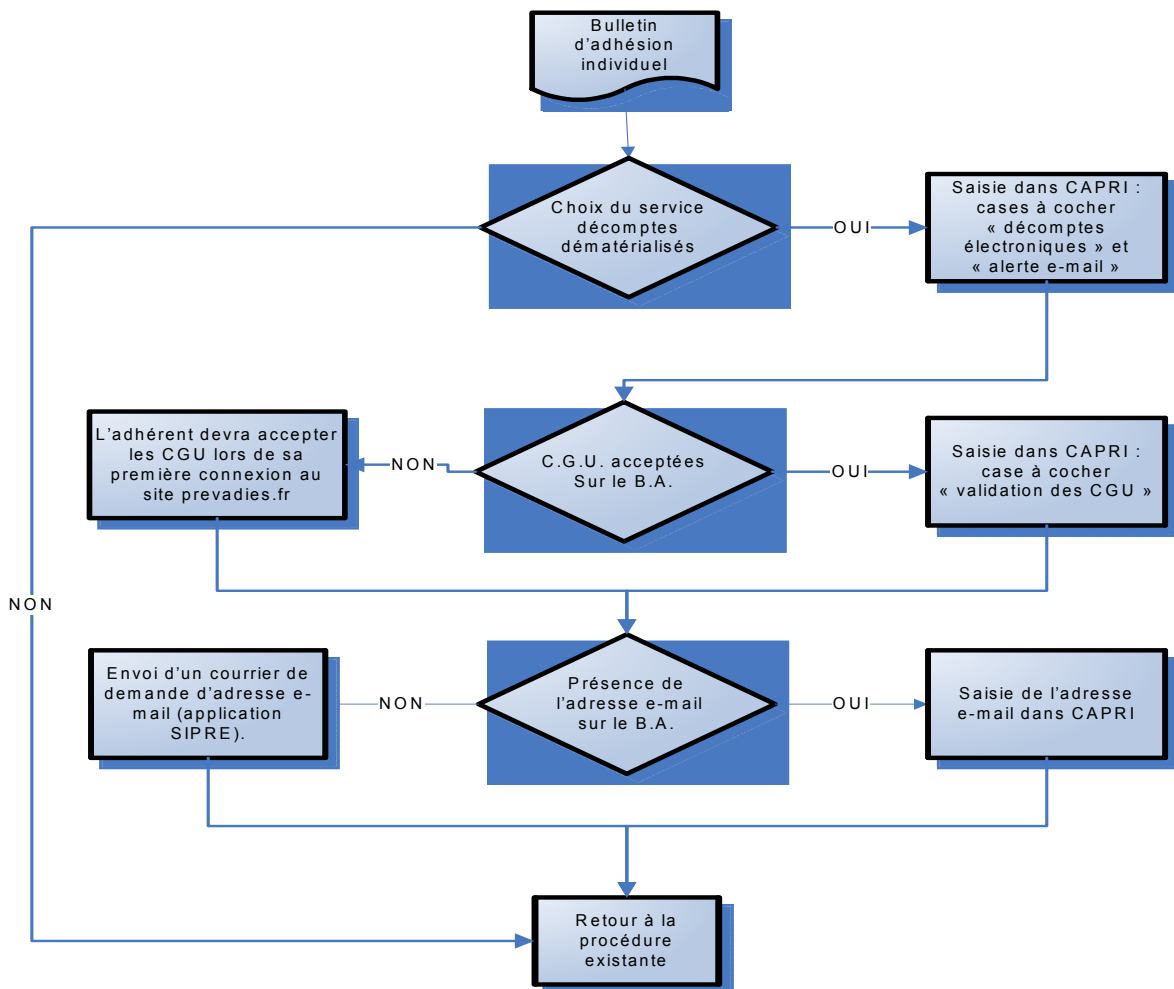 Bulletin
d'adhésion
individuel
Choix du service
décomptes
dématérialisés
OUI
Saisie dans CAPRI :
cases à cocher
« décomptes
électroniques » et
« alerte e-mail »
L'adhérent devra accepter
les CGU lors de sa
première connexion au
site prevadies.fr
NON
C.G.U. acceptées
Sur le B.A.
OUI
Saisie dans CAPRI :
case à cocher
« validation des CGU »
NON
Envoi d'un courrier de
demande d'adresse e-
mail (application
SIPRE).
NON
Présence de
l'adresse e-mail
sur le B.A.
OUI
Saisie de l'adresse
e-mail dans CAPRI
Retour à la
procédure
existante